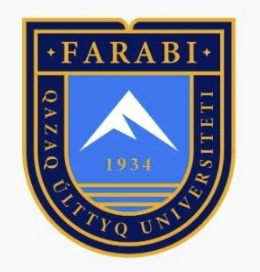 · FARABI ·
1934
QAZAQ ÚLTTYQ UNIVERSITETI